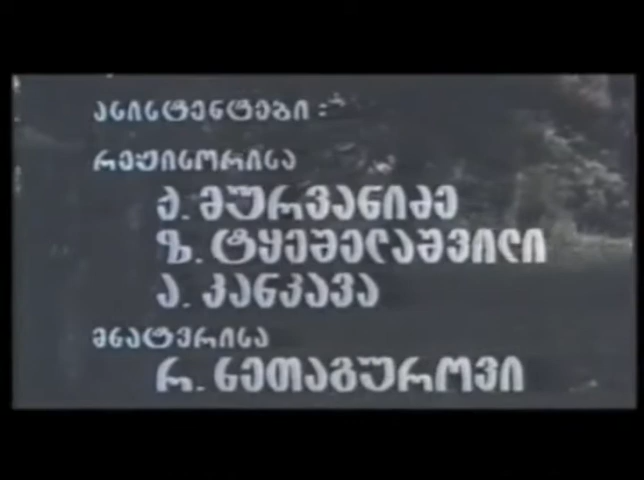 ასისტენტები:
რეჟისორისა
მურვანიძე
ზ. ტყეშელაშვილი
ა. კანკავა
მხატვრისა
რ. ხეთაგუროვი